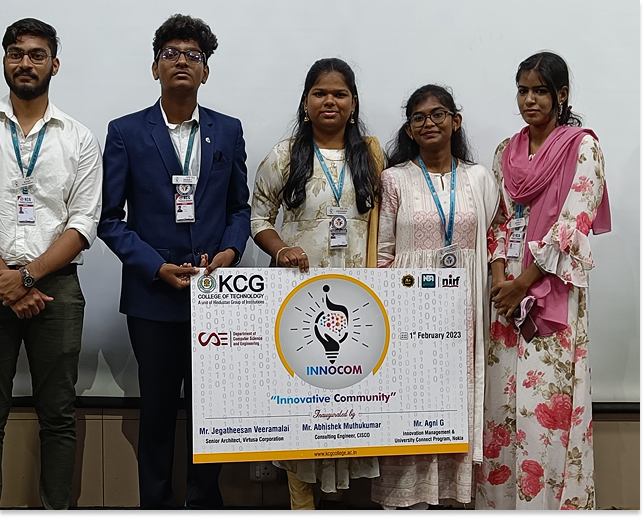 KCG
COLLEGE OF TECHNOLOGY
A unit of Hindustan Group of Institutions
CSE
Department of
Computer Science
and Engineering
nirf
1st February 2023
INNOCOM
"Innovative Community"
Inaugurated by
Mr. Jegatheesan Veeramalai
Senior Architect, Virtusa Corporation
Mr. Abhishek Muthukumar
Consulting Engineer, CISCO
Mr. Agni G
Innovation Management &
University Connect Program, Nokia
www.kcgcollege.ac.in